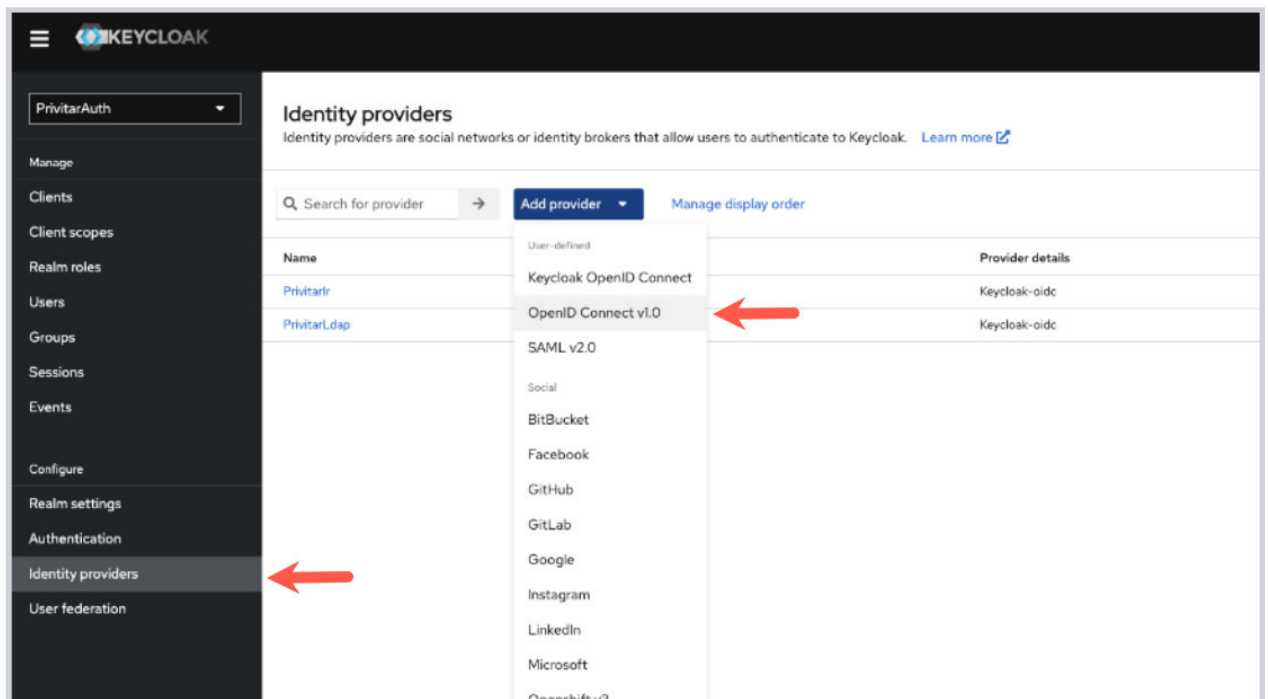 KEYCLOAK
PrivitarAuth
Manage
Clients
Client scopes
Realm roles
Users
Groups
Sessions
Events
Configure
Realm settings
Authentication
Identity providers
User federation
Identity providers
Identity providers are social networks or identity brokers that allow users to authenticate to Keycloak. Learn more
Search for provider
Add provider
Manage display order
Name
Provider details
PrivitarIr
Keycloak-oidc
PrivitarLdap
Keycloak-oidc
User-defined
Keycloak OpenID Connect
OpenID Connect v1.0
SAML v2.0
Social
BitBucket
Facebook
GitHub
GitLab
Google
Instagram
LinkedIn
Microsoft